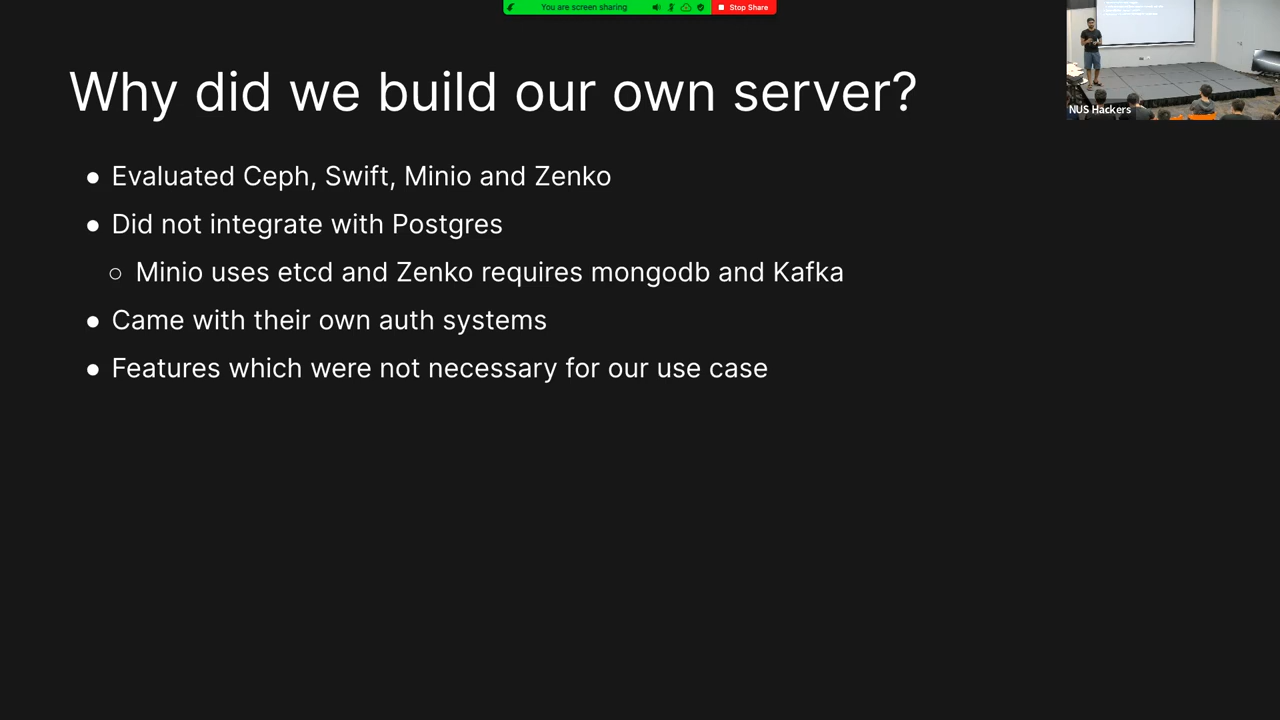 You are screen sharing
Stop Share
Why did we build our own server?
NUS Hackers
● Evaluated Ceph, Swift, Minio and Zenko
● Did not integrate with Postgres
○ Minio uses etcd and Zenko requires mongodb and Kafka
● Came with their own auth systems
● Features which were not necessary for our use case